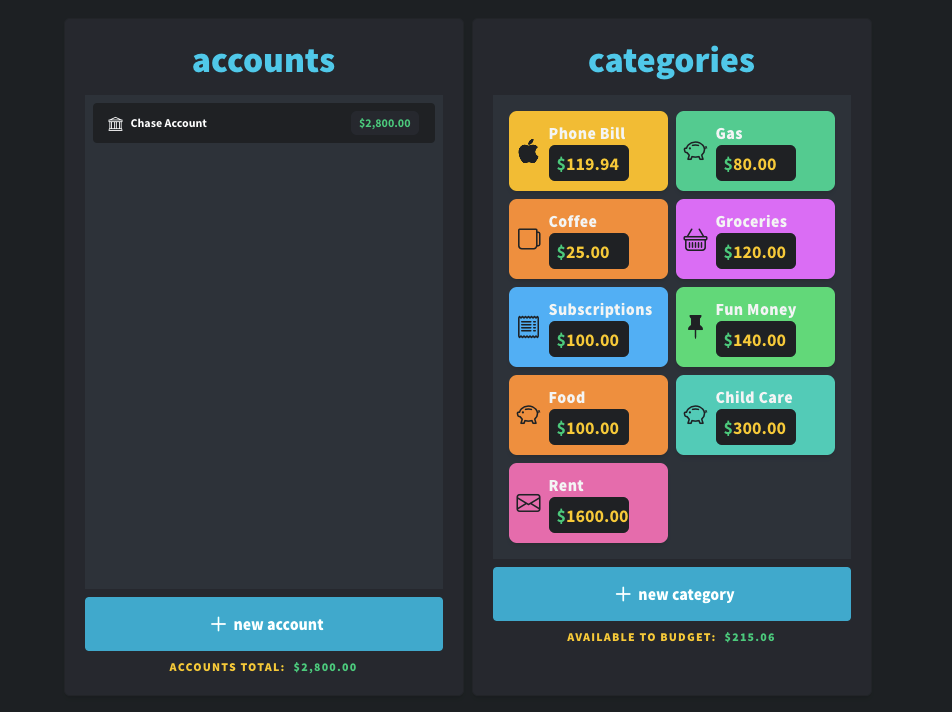 accounts
Chase Account $2,800.00
+ new account
ACCOUNTS TOTAL: $2,800.00
categories
Phone Bill
$119.94
Gas
$80.00
Coffee
$25.00
Groceries
$120.00
Subscriptions
$100.00
Fun Money
$140.00
Food
$100.00
Child Care
$300.00
Rent
$1600.00
+ new category
AVAILABLE TO BUDGET: $215.06